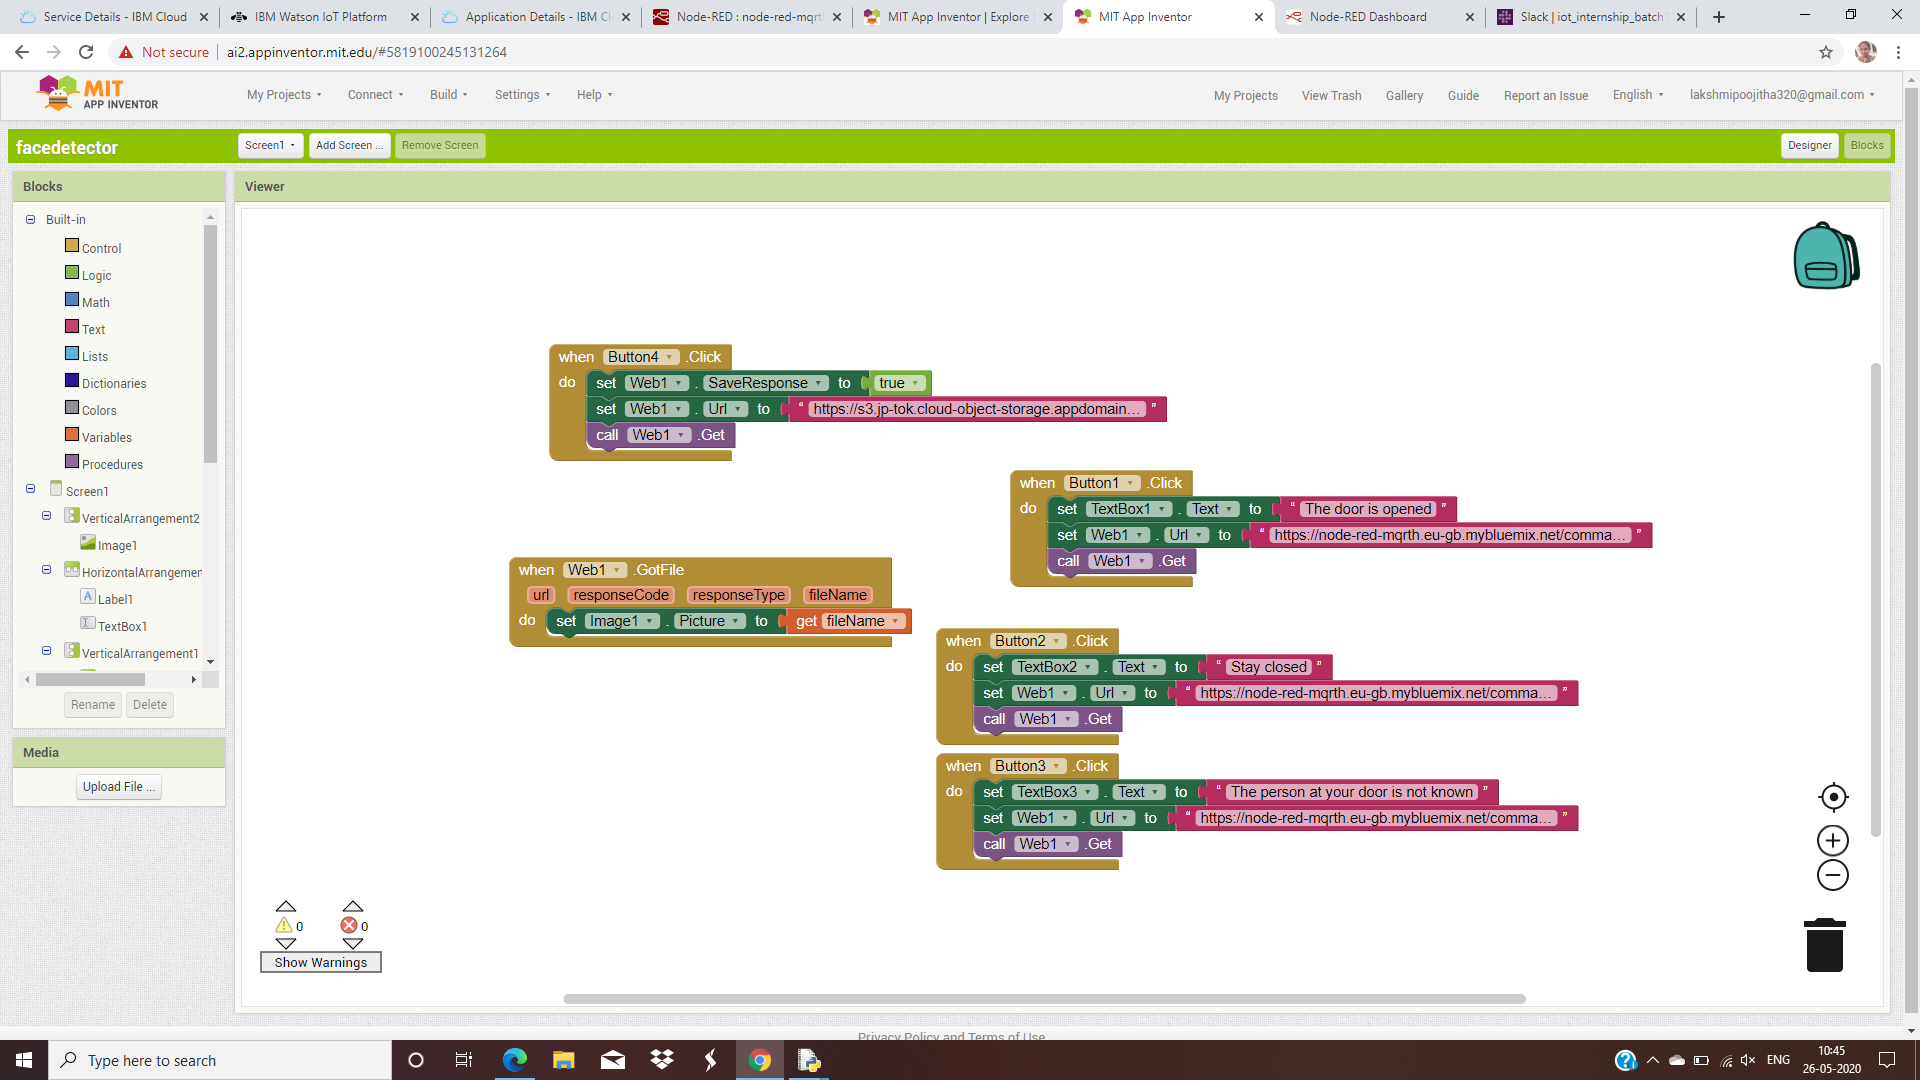 Service Details - IBM Cloud
IBM Watson IoT Platform
Application Details - IBM Cl
Node-RED : node-red-mqrt
MIT App Inventor | Explore
MIT App Inventor
Node-RED Dashboard
Slack | iot_internship_batch1
Not secure ai2.appinventor.mit.edu/#5819100245131264
MIT
APP INVENTOR
My Projects Connect Build Settings Help
My Projects View Trash Gallery Guide Report an Issue English lakshmipoojitha320@gmail.com
facedetector
Screen1 Add Screen ... Remove Screen
Designer Blocks
Blocks
Built-in
Control
Logic
Math
Text
Lists
Dictionaries
Colors
Variables
Procedures
Screen1
VerticalArrangement2
Image1
HorizontalArrangemen
Label1
TextBox1
VerticalArrangement1
Rename Delete
Media
Upload File ...
Viewer
when Button4 .Click
do set Web1 . SaveResponse to true
set Web1 . Url to “ https://s3.jp-tok.cloud-object-storage.appdomain... ”
call Web1 .Get
when Button1 .Click
do set TextBox1 . Text to “ The door is opened ”
set Web1 . Url to “ https://node-red-mqrth.eu-gb.mybluemix.net/comma... ”
call Web1 .Get
when Web1 .GotFile
url responseCode responseType fileName
do set Image1 . Picture to get fileName
when Button2 .Click
do set TextBox2 . Text to “ Stay closed ”
set Web1 . Url to “ https://node-red-mqrth.eu-gb.mybluemix.net/comma... ”
call Web1 .Get
when Button3 .Click
do set TextBox3 . Text to “ The person at your door is not known ”
set Web1 . Url to “ https://node-red-mqrth.eu-gb.mybluemix.net/comma... ”
call Web1 .Get
0 0
Show Warnings
Privacy Policy and Terms of Use
Type here to search
ENG
10:45
26-05-2020